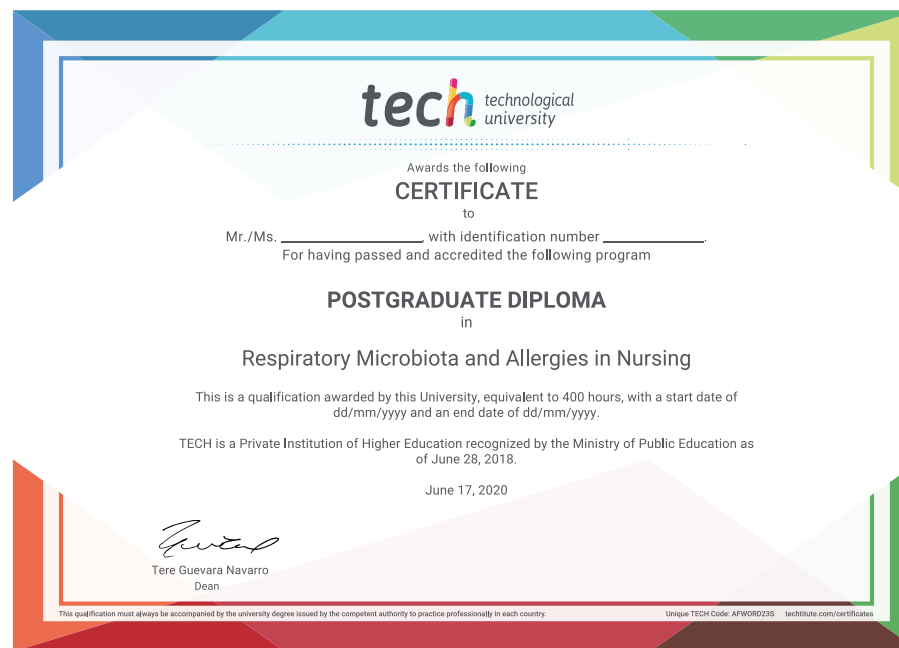 tech technological
university
Awards the following
CERTIFICATE
to
Mr./Ms. ____________________, with identification number ______________.
For having passed and accredited the following program
POSTGRADUATE DIPLOMA
in
Respiratory Microbiota and Allergies in Nursing
This is a qualification awarded by this University, equivalent to 400 hours, with a start date of
dd/mm/yyyy and an end date of dd/mm/yyyy.
TECH is a Private Institution of Higher Education recognized by the Ministry of Public Education as
of June 28, 2018.
June 17, 2020
Tere Guevara Navarro
Dean
This qualification must always be accompanied by the university degree issued by the competent authority to practice professionally in each country. Unique TECH Code: AFWORD23S techtitute.com/certificates